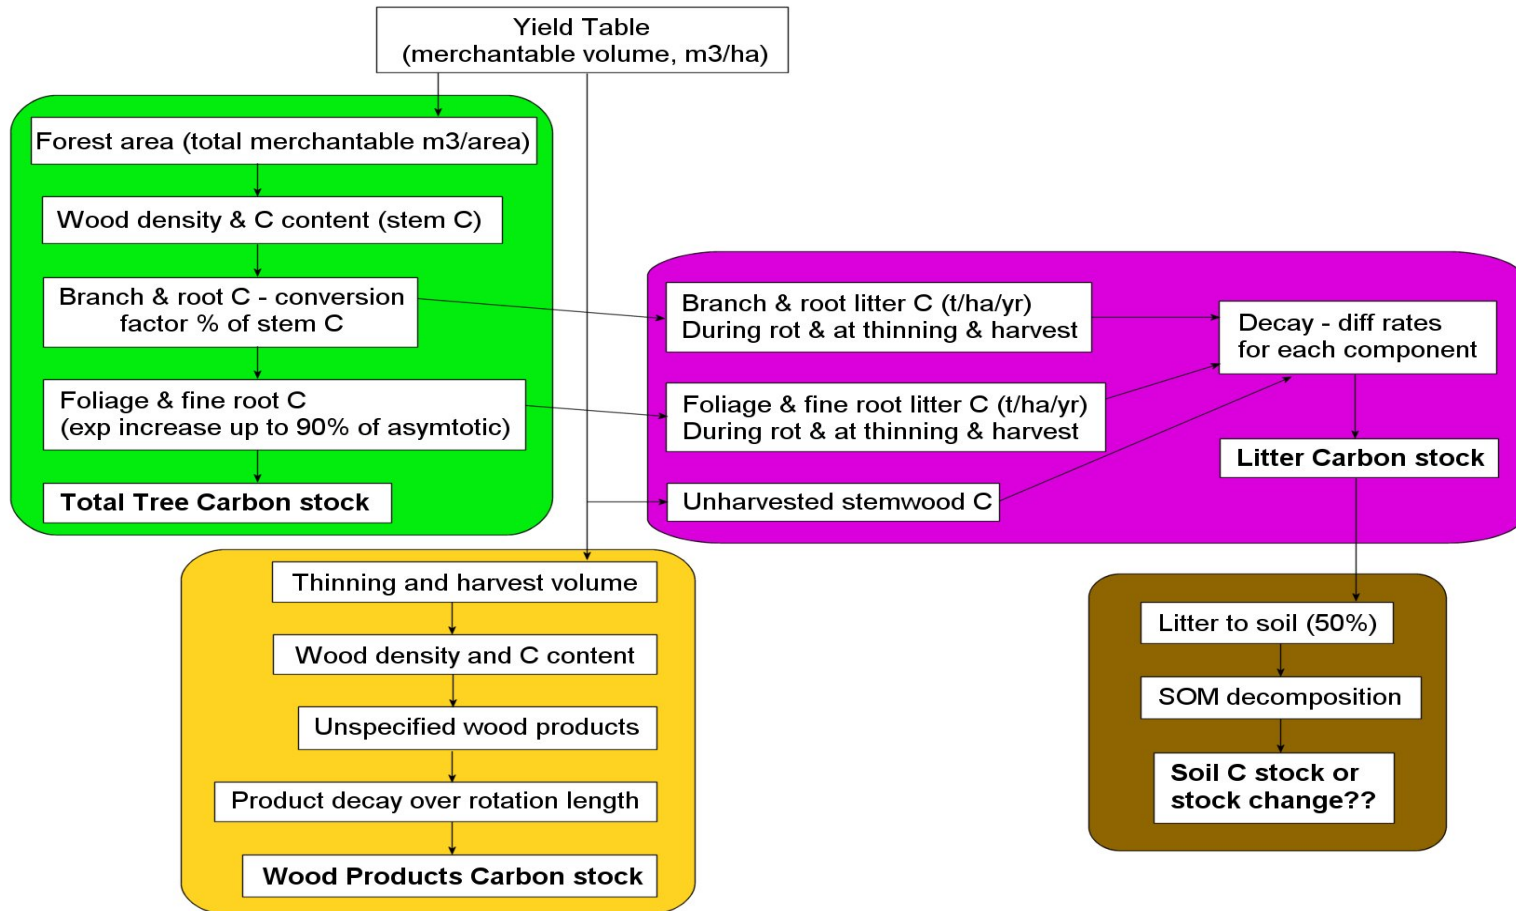 Yield Table
(merchantable volume, m3/ha)
Forest area (total merchantable m3/area)
Wood density & C content (stem C)
Branch & root C - conversion
factor % of stem C
Foliage & fine root C
(exp increase up to 90% of asymtotic)
Total Tree Carbon stock
Branch & root litter C (t/ha/yr)
During rot & at thinning & harvest
Foliage & fine root litter C (t/ha/yr)
During rot & at thinning & harvest
Unharvested stemwood C
Decay - diff rates
for each component
Litter Carbon stock
Thinning and harvest volume
Wood density and C content
Unspecified wood products
Product decay over rotation length
Wood Products Carbon stock
Litter to soil (50%)
SOM decomposition
Soil C stock or
stock change??